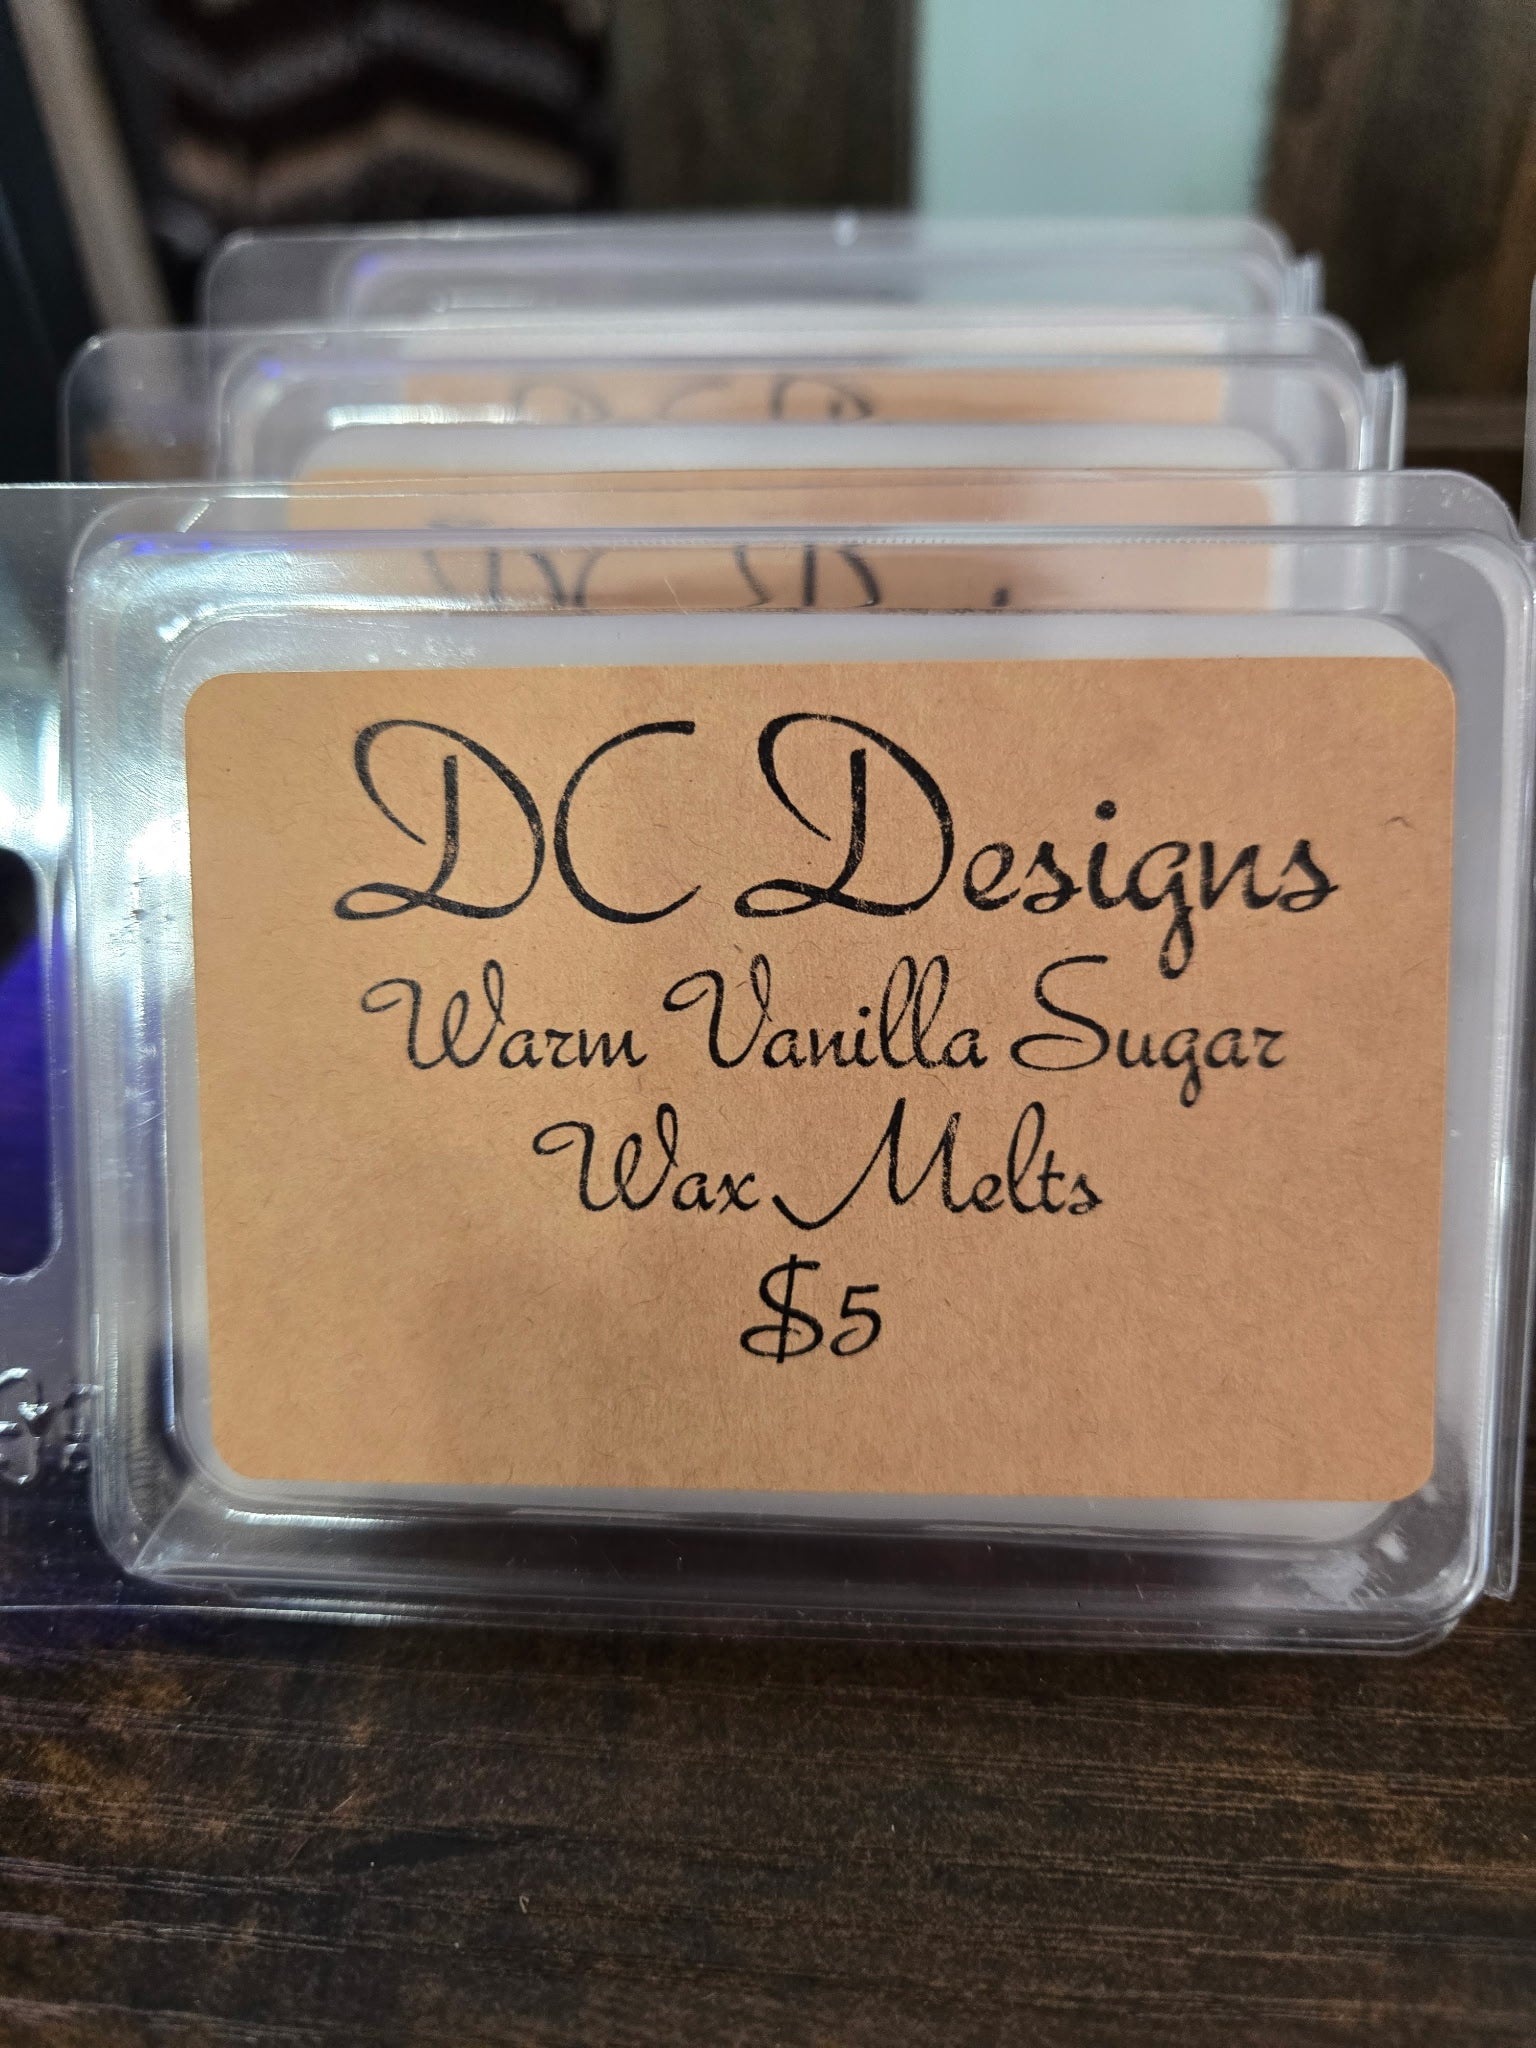 DC Designs
Warm Vanilla Sugar
Wax Melts
$5